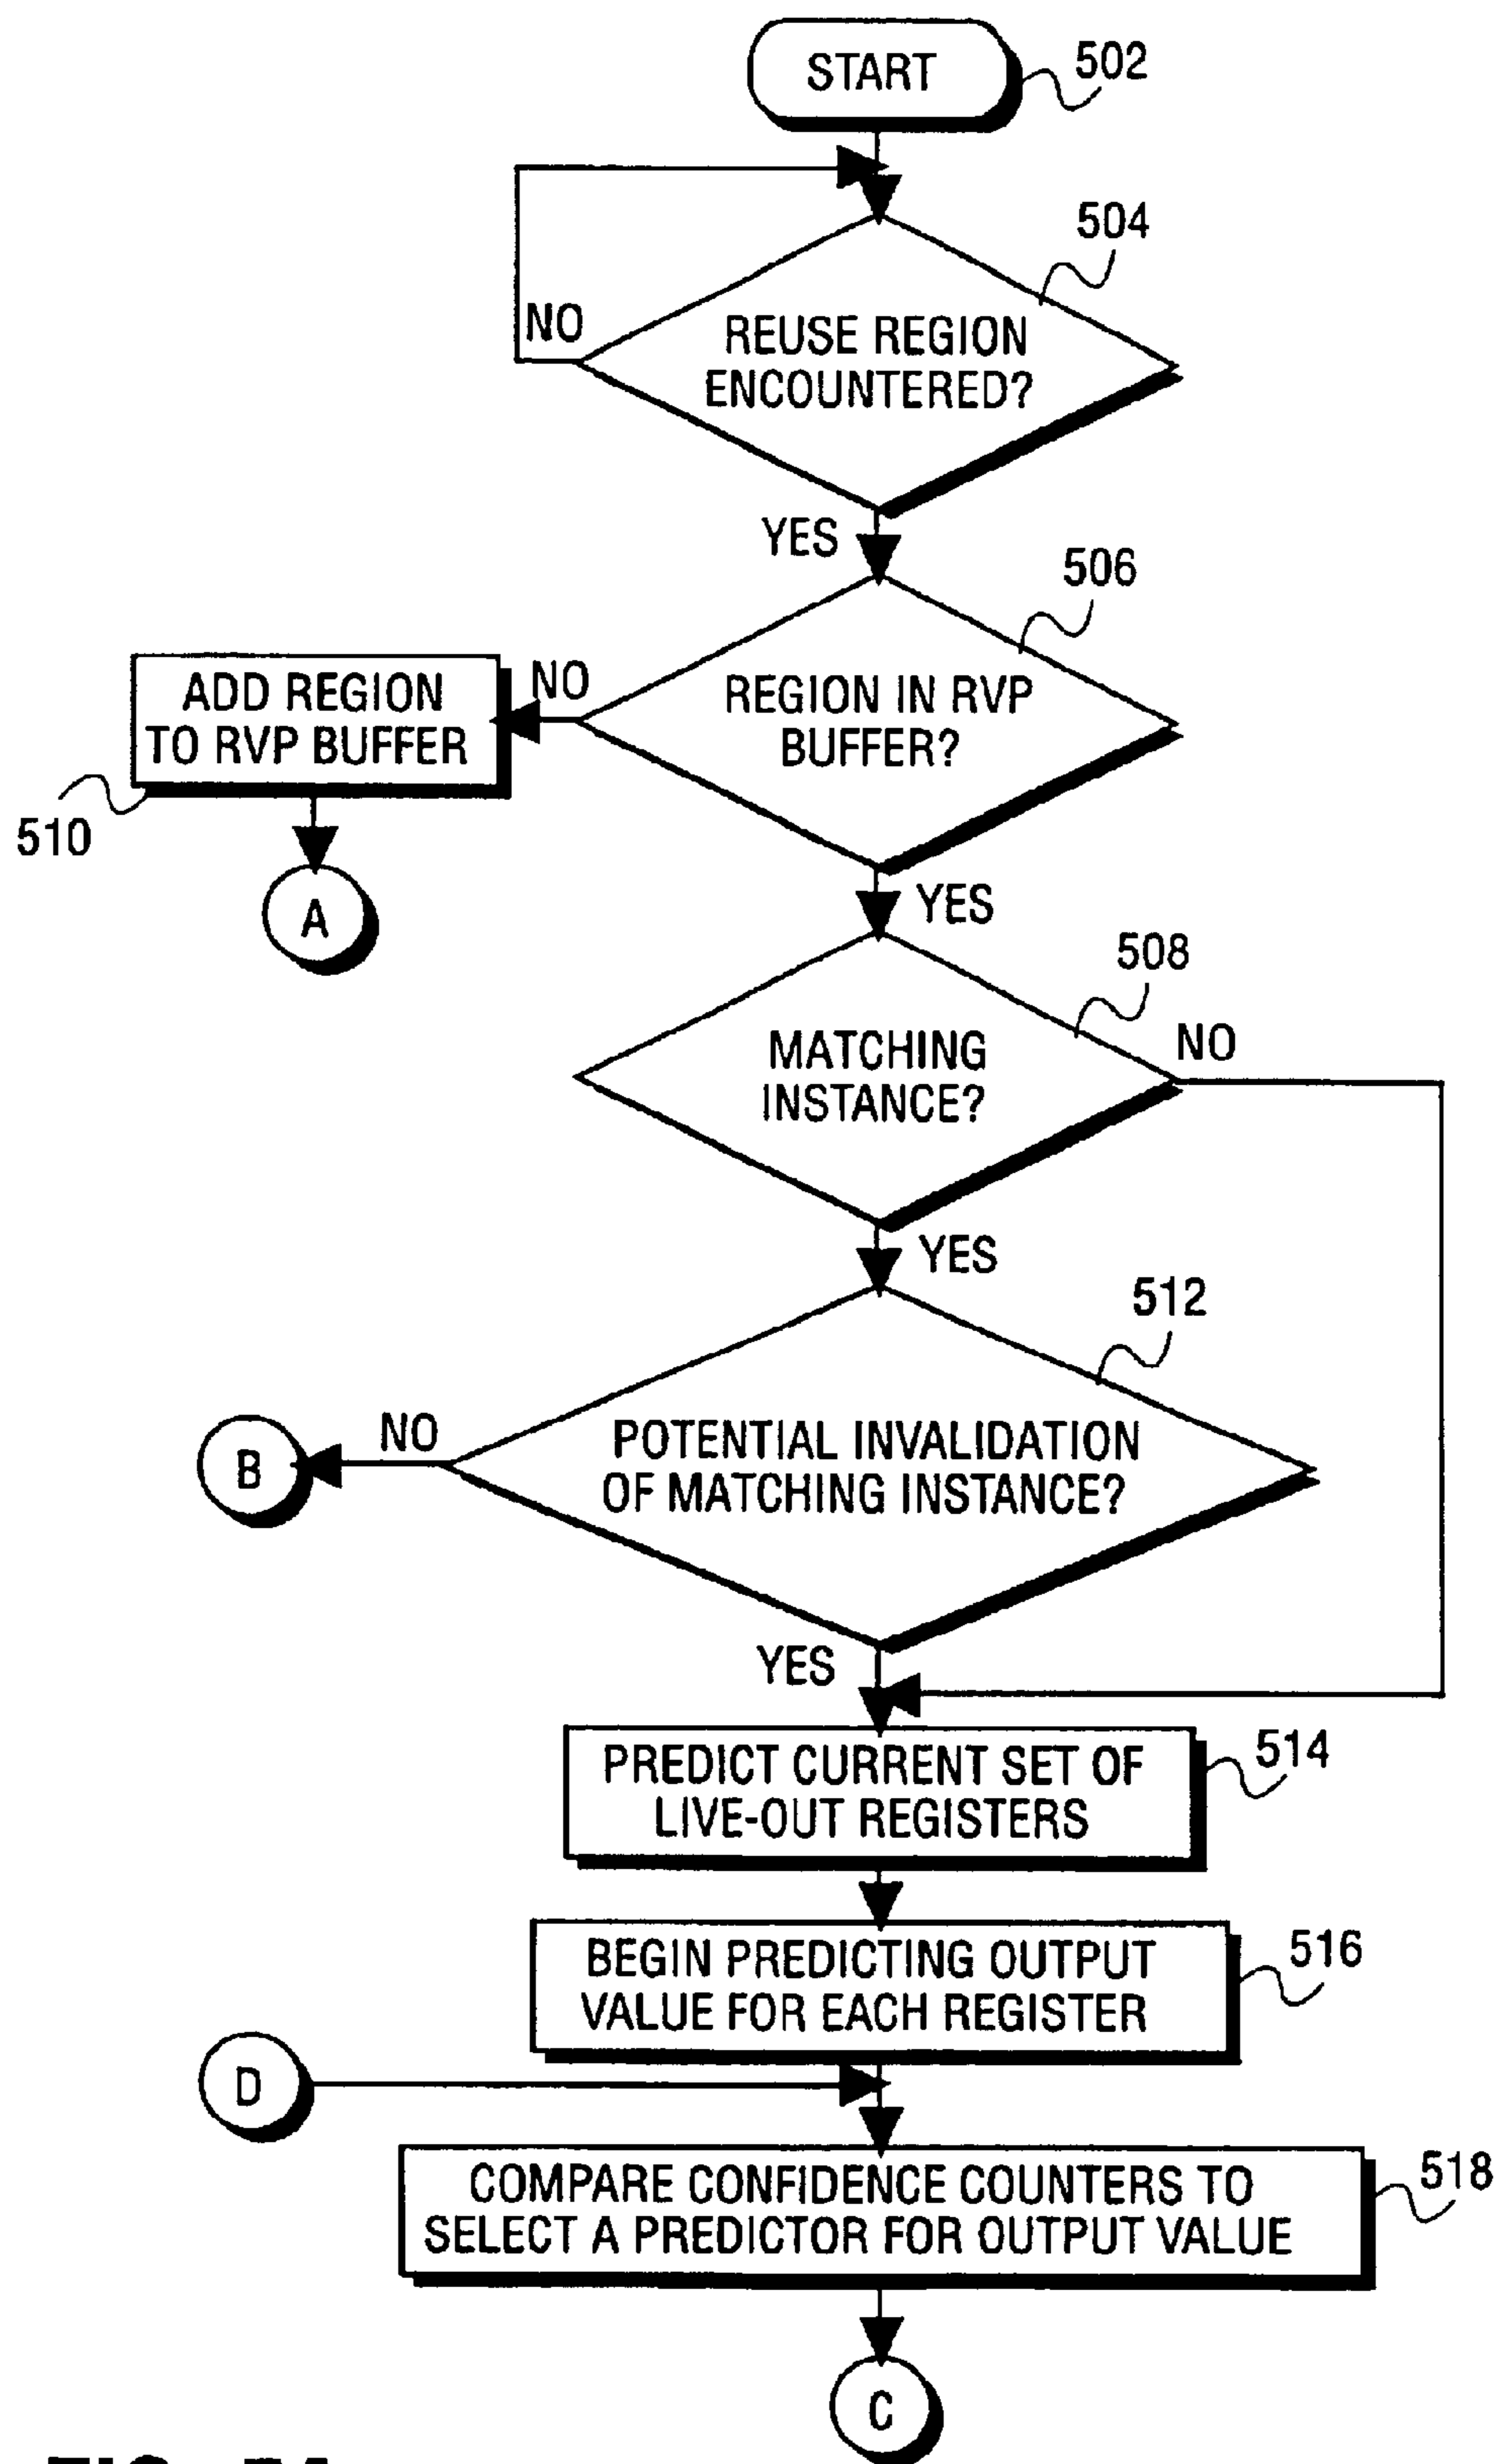 START
502
504
NO
REUSE REGION
ENCOUNTERED?
YES
506
ADD REGION
TO RVP BUFFER
NO
REGION IN RVP
BUFFER?
510
A
YES
508
MATCHING
INSTANCE?
NO
YES
512
B
NO
POTENTIAL INVALIDATION
OF MATCHING INSTANCE?
YES
PREDICT CURRENT SET OF
LIVE-OUT REGISTERS
514
BEGIN PREDICTING OUTPUT
VALUE FOR EACH REGISTER
516
D
COMPARE CONFIDENCE COUNTERS TO
SELECT A PREDICTOR FOR OUTPUT VALUE
518
C